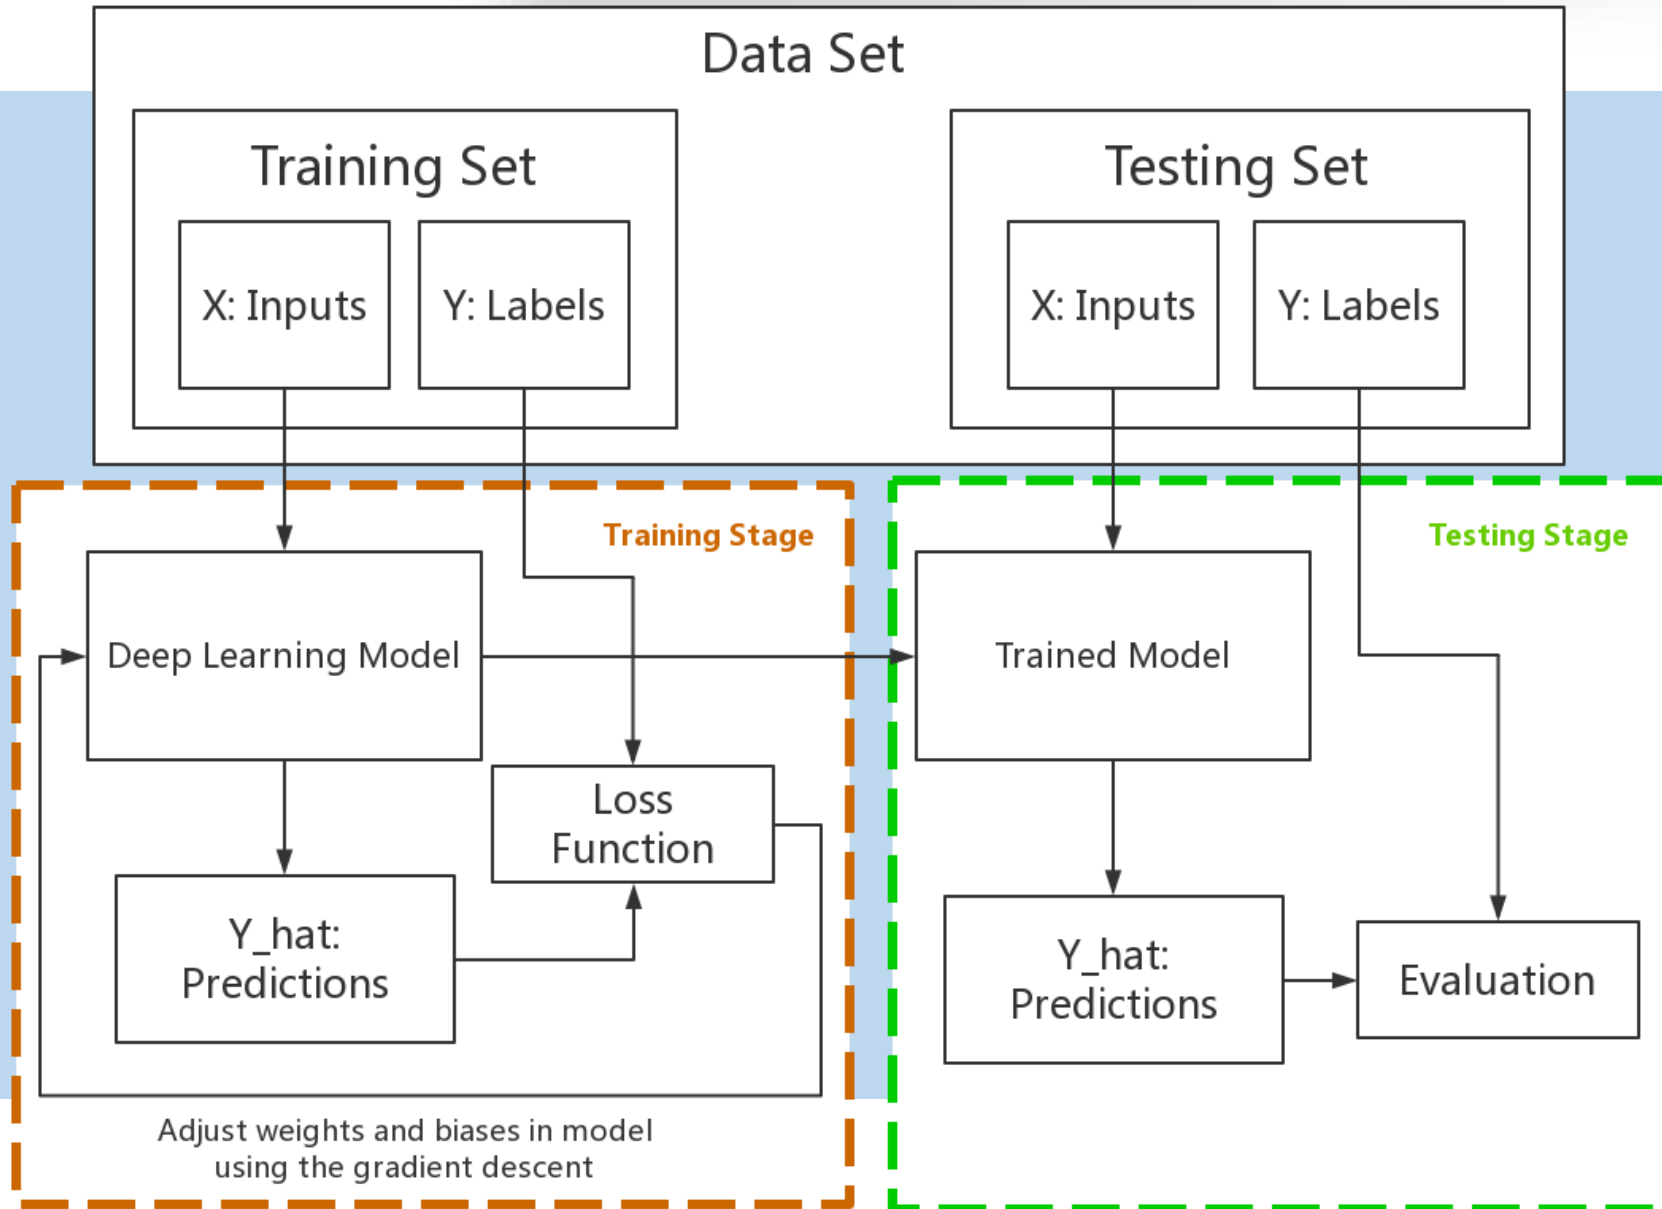 Data Set
Training Set
Testing Set
X: Inputs
Y: Labels
X: Inputs
Y: Labels
Training Stage
Testing Stage
Deep Learning Model
Trained Model
Loss
Function
Y_hat:
Predictions
Y_hat:
Predictions
Evaluation
Adjust weights and biases in model
using the gradient descent